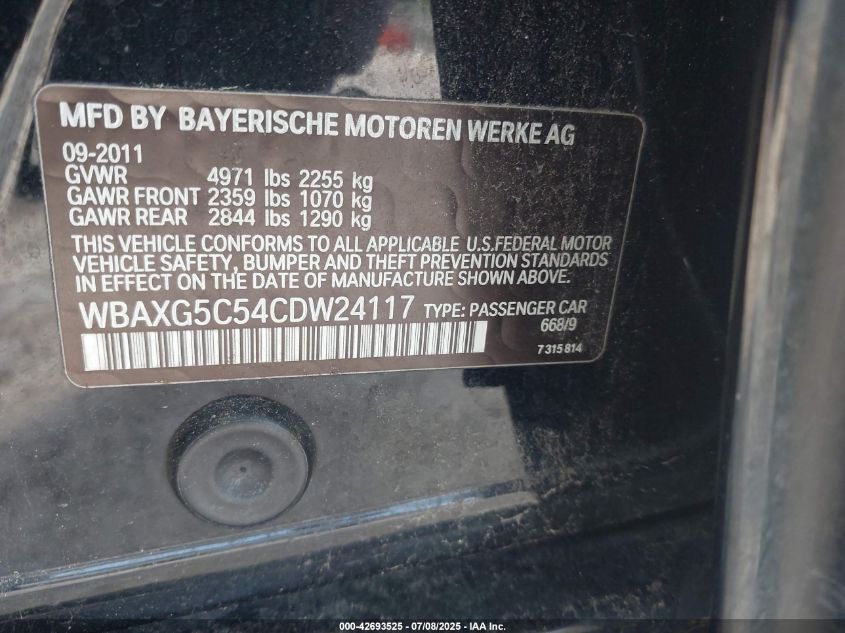 MFD BY BAYERISCHE MOTOREN WERKE AG
09-2011
GVWR 4971 lbs 2255 kg
GAWR FRONT 2359 lbs 1070 kg
GAWR REAR 2844 lbs 1290 kg
THIS VEHICLE CONFORMS TO ALL APPLICABLE U.S.FEDERAL MOTOR
VEHICLE SAFETY, BUMPER AND THEFT PREVENTION STANDARDS
IN EFFECT ON THE DATE OF MANUFACTURE SHOWN ABOVE.
WBAXG5C54CDW24117 TYPE: PASSENGER CAR
668/9
7 315 814
000-42693525 / 07/08/2025 - IAA Inc.